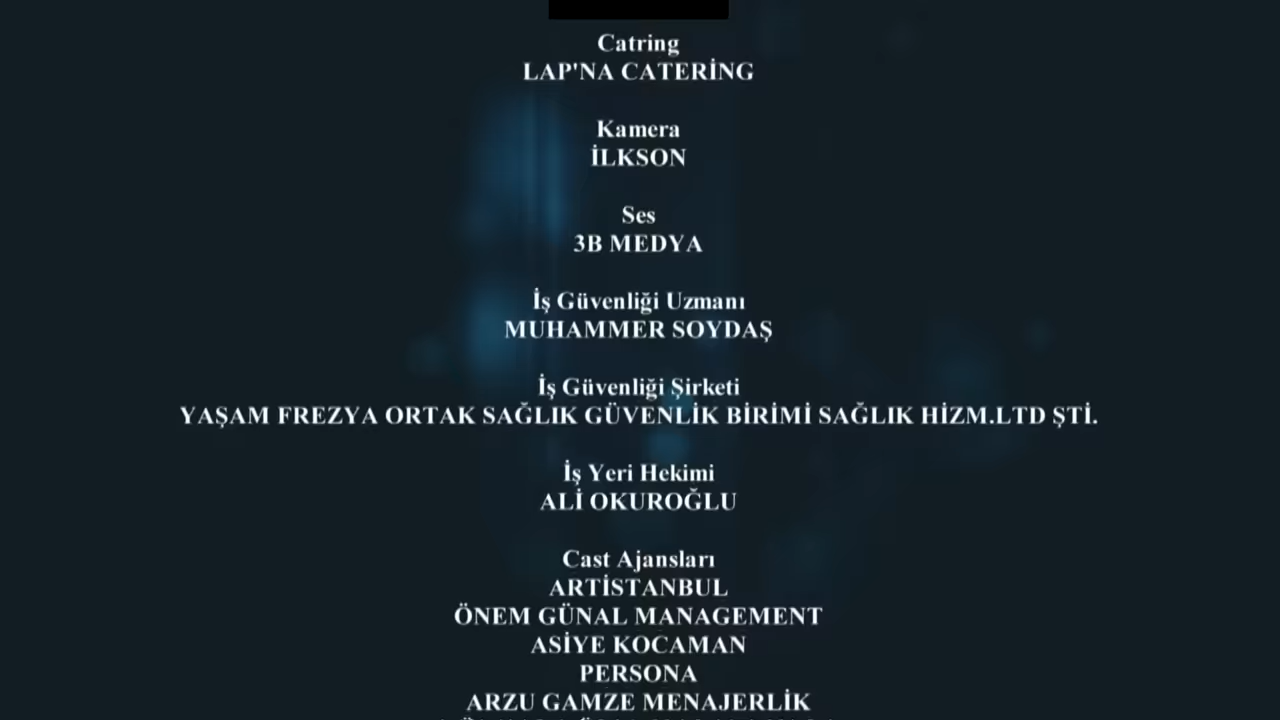 Catring
LAP'NA CATERİNG
Kamera
İLKSON
Ses
3B MEDYA
İş Güvenliği Uzmanı
MUHAMMER SOYDAŞ
İş Güvenliği Şirketi
YAŞAM FREZYA ORTAK SAĞLIK GÜVENLİK BİRİMİ SAĞLIK HİZM.LTD ŞTİ.
İş Yeri Hekimi
ALİ OKUROĞLU
Cast Ajansları
ARTİSTANBUL
ÖNEM GÜNAL MANAGEMENT
ASİYE KOCAMAN
PERSONA
ARZU GAMZE MENAJERLİK